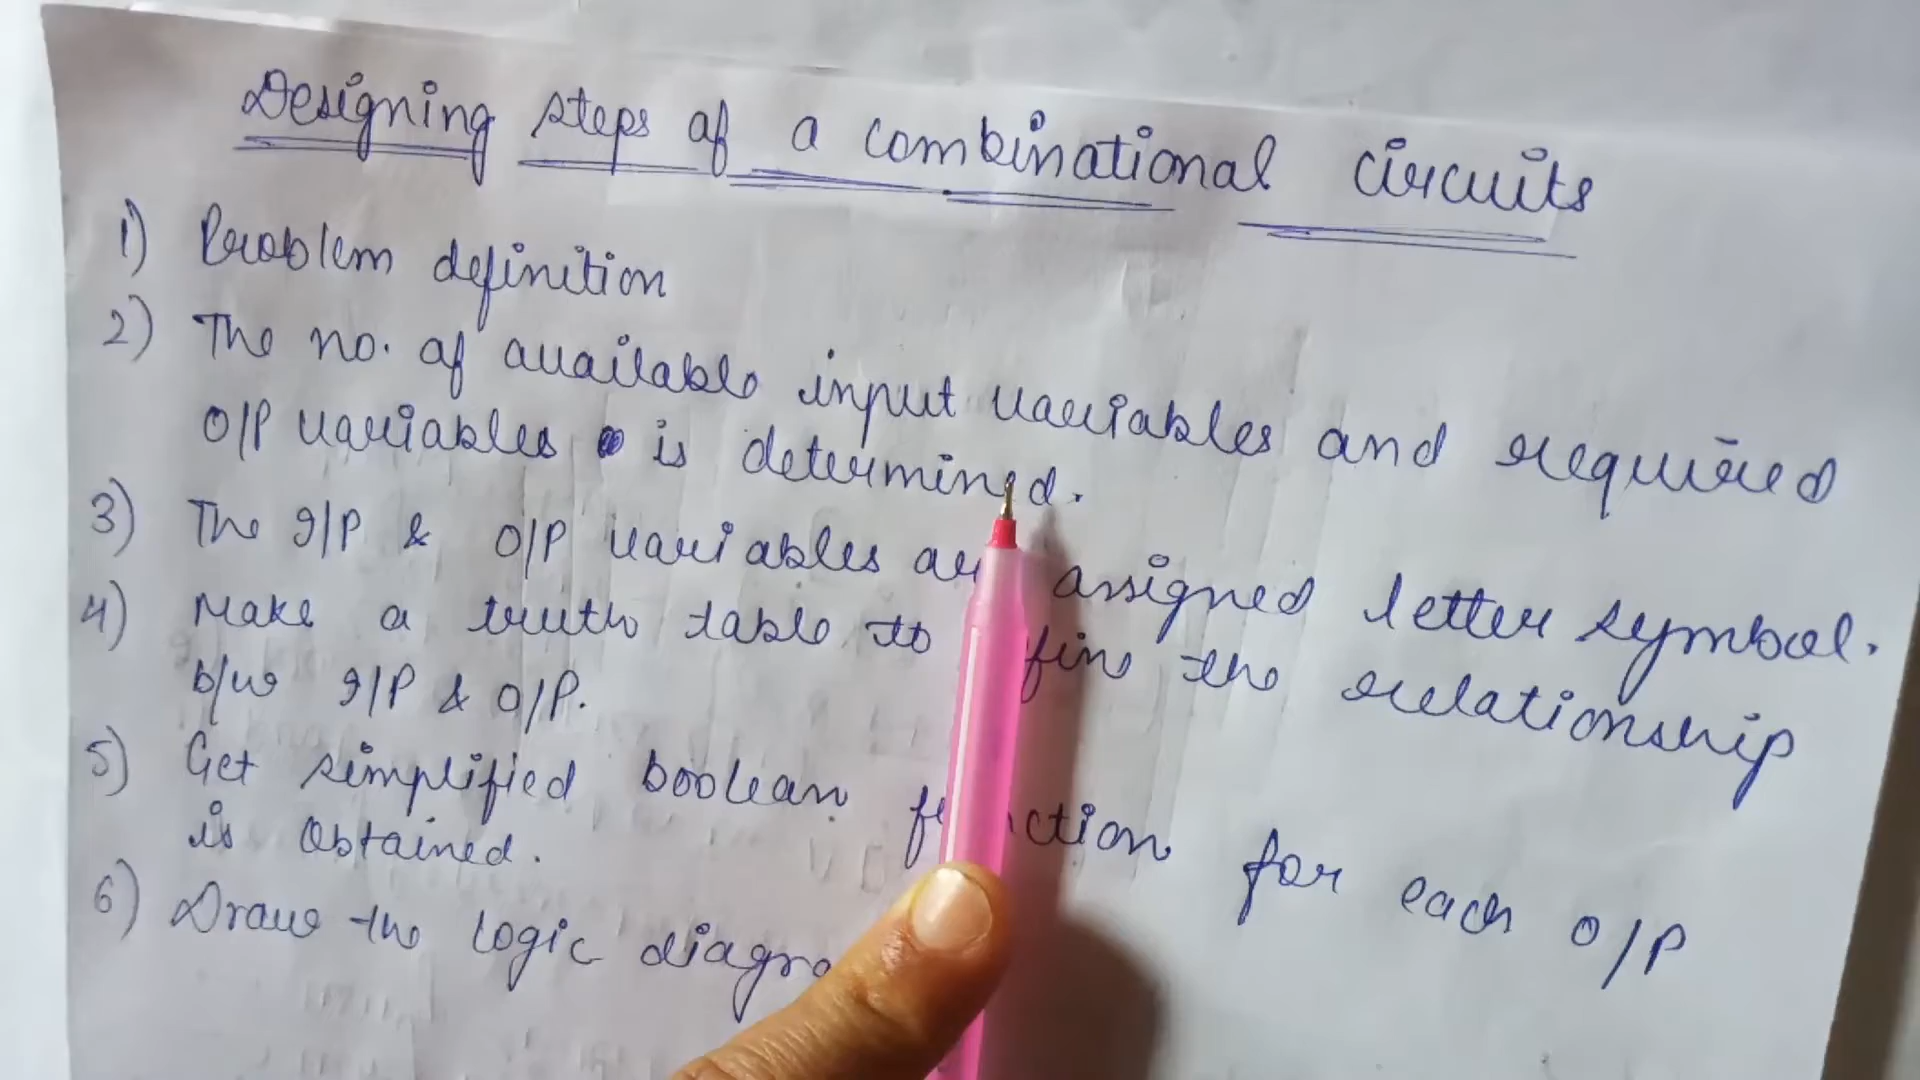 Designing steps of a combinational circuits
1) Problem definition
2) The no. of available input variables and required
O/P variables is determined.
3) The I/P & O/P variables are assigned letter symbol.
4) Make a truth table to the relationship
b/w I/P & O/P.
5) Get simplified boolean function for each O/P
is obtained.
6) Draw the logic